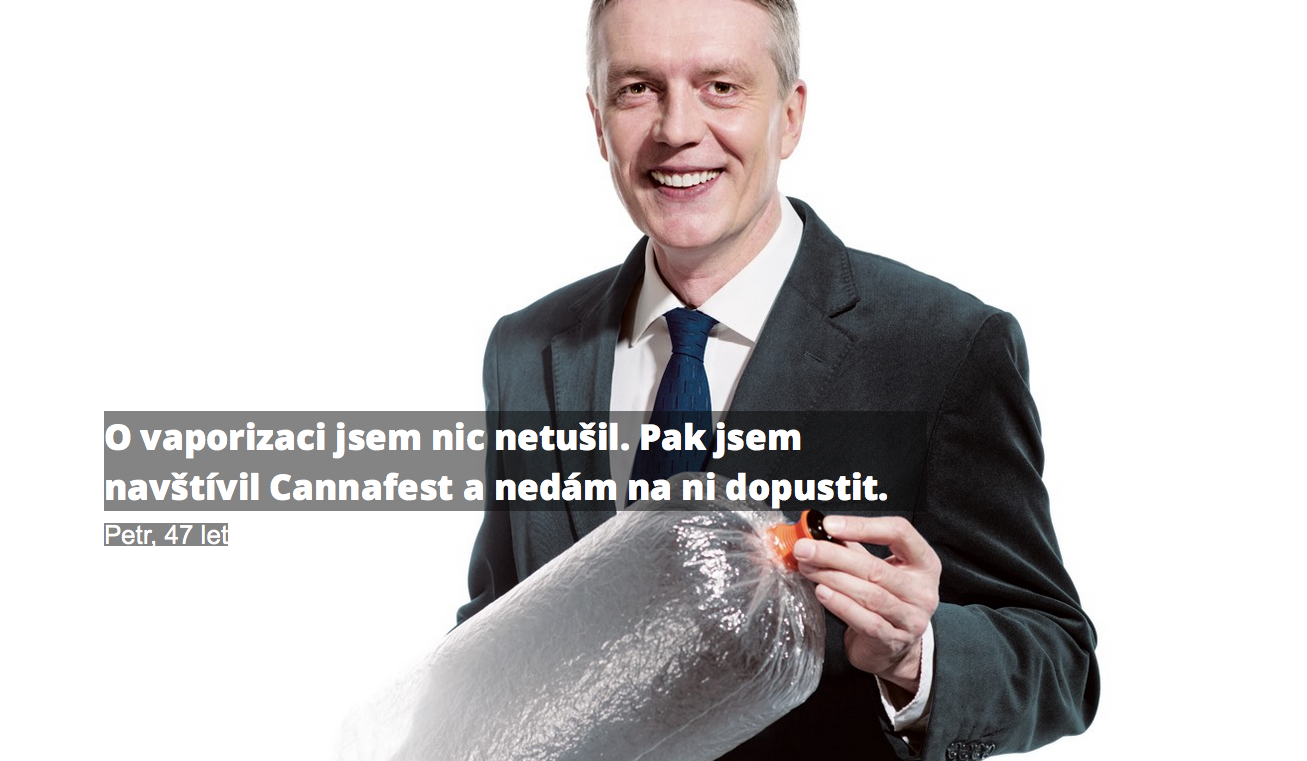 O vaporizaci jsem nic netušil. Pak jsem
navštívil Cannafest a nedám na ni dopustit.
Petr, 47 let